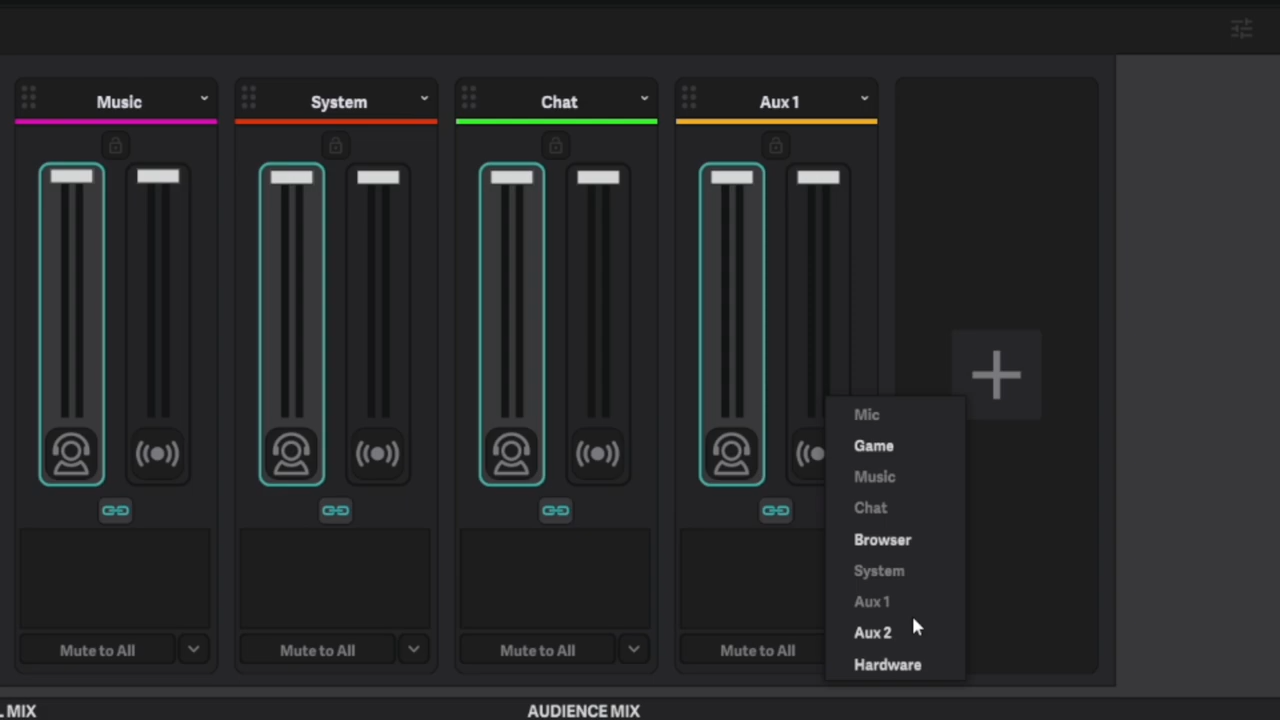 Music
System
Chat
Aux 1
Mic
Game
Music
Chat
Browser
System
Aux 1
Aux 2
Hardware
Mute to All
Mute to All
Mute to All
Mute to All
MIX
AUDIENCE MIX